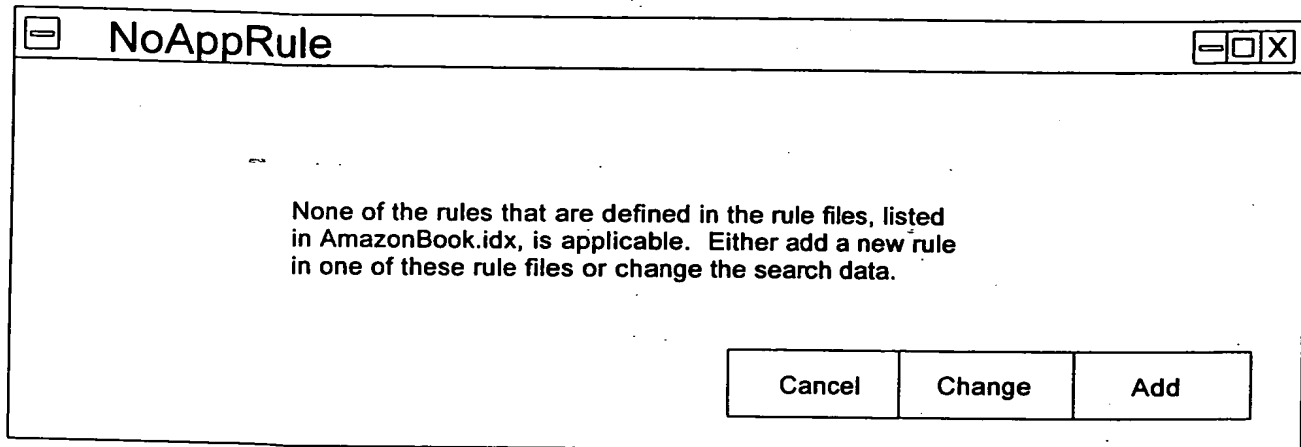 NoAppRule
None of the rules that are defined in the rule files, listed
in AmazonBook.idx, is applicable. Either add a new rule
in one of these rule files or change the search data.
Cancel
Change
Add